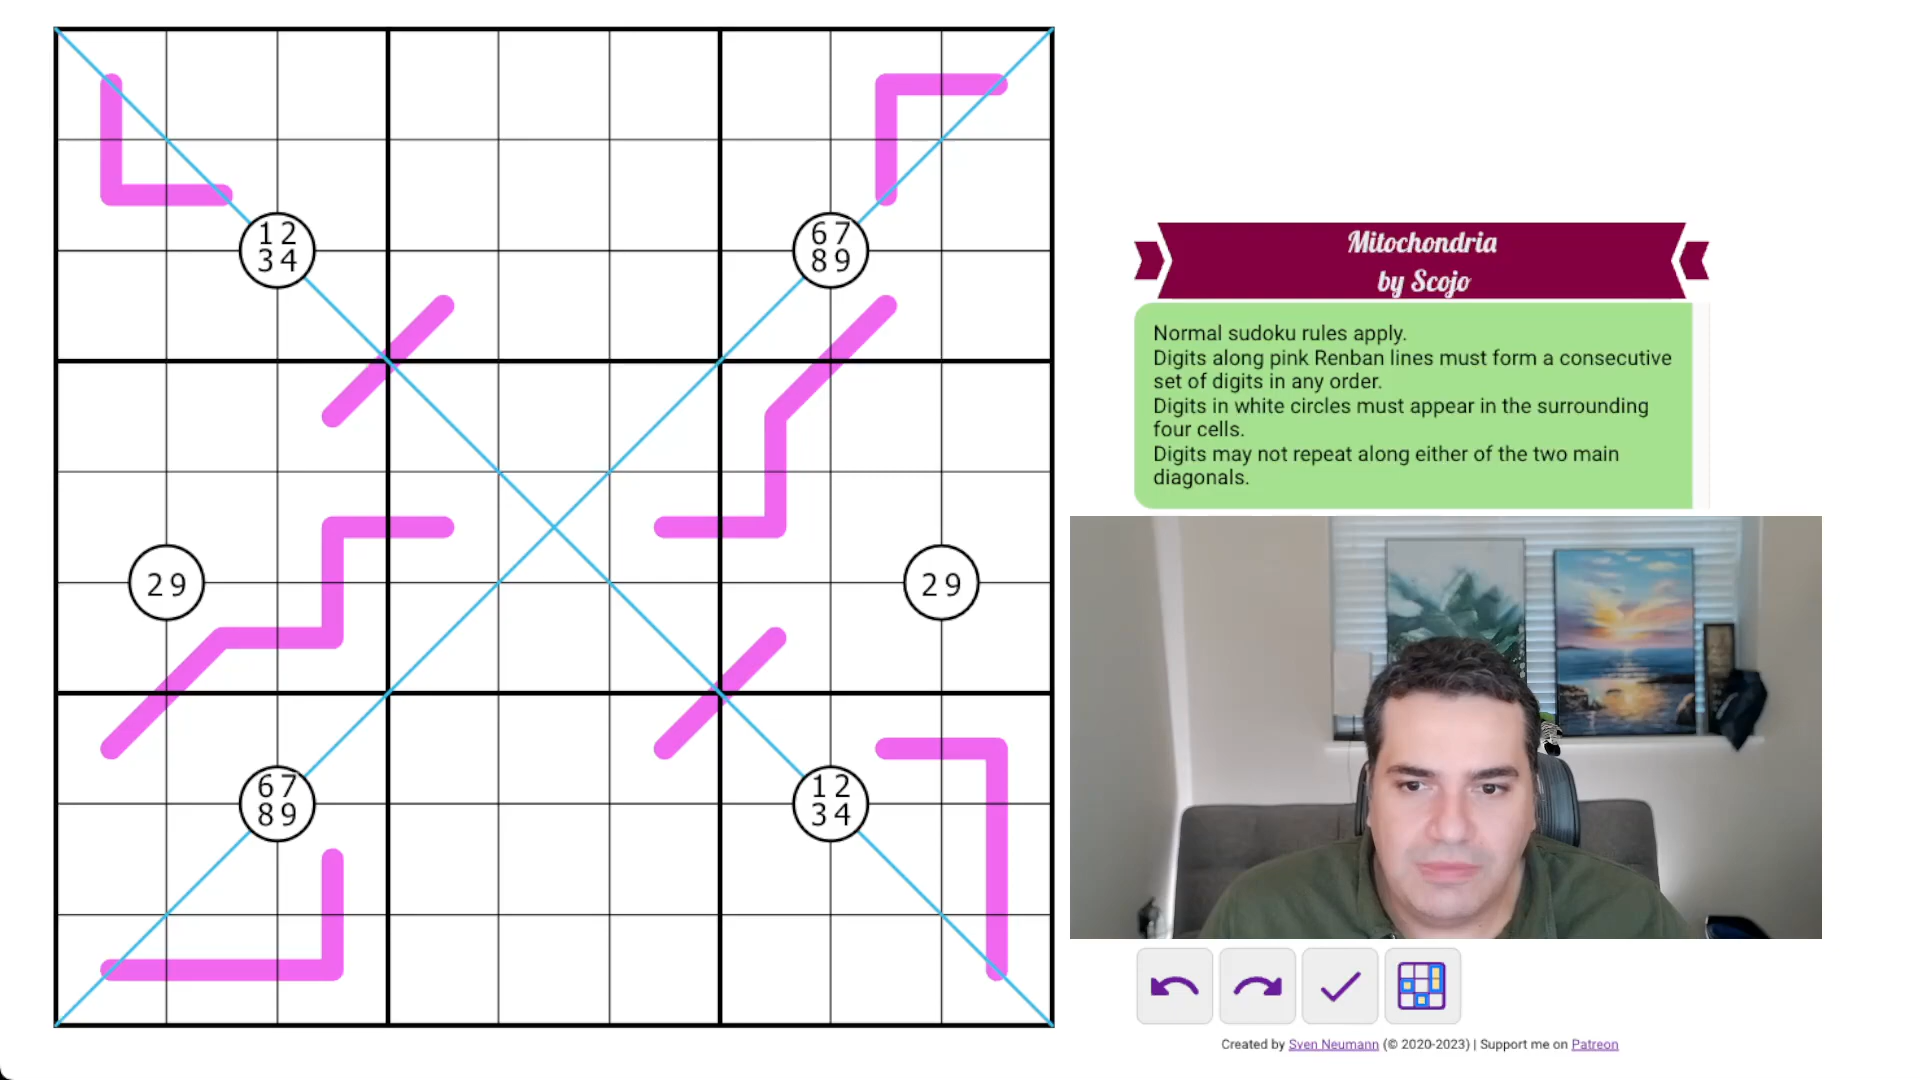 12
34
67
89
29
29
67
89
12
34
Mitochondria
by Scojo
Normal sudoku rules apply.
Digits along pink Renban lines must form a consecutive
set of digits in any order.
Digits in white circles must appear in the surrounding
four cells.
Digits may not repeat along either of the two main
diagonals.
Created by Sven Neumann (© 2020-2023) | Support me on Patreon